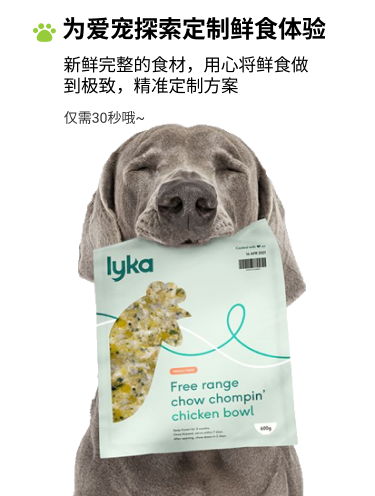 为爱宠探索定制鲜食体验
新鲜完整的食材，用心将鲜食做
到极致，精准定制方案
仅需30秒哦~
lyka
Free range
chow chompin'
chicken bowl